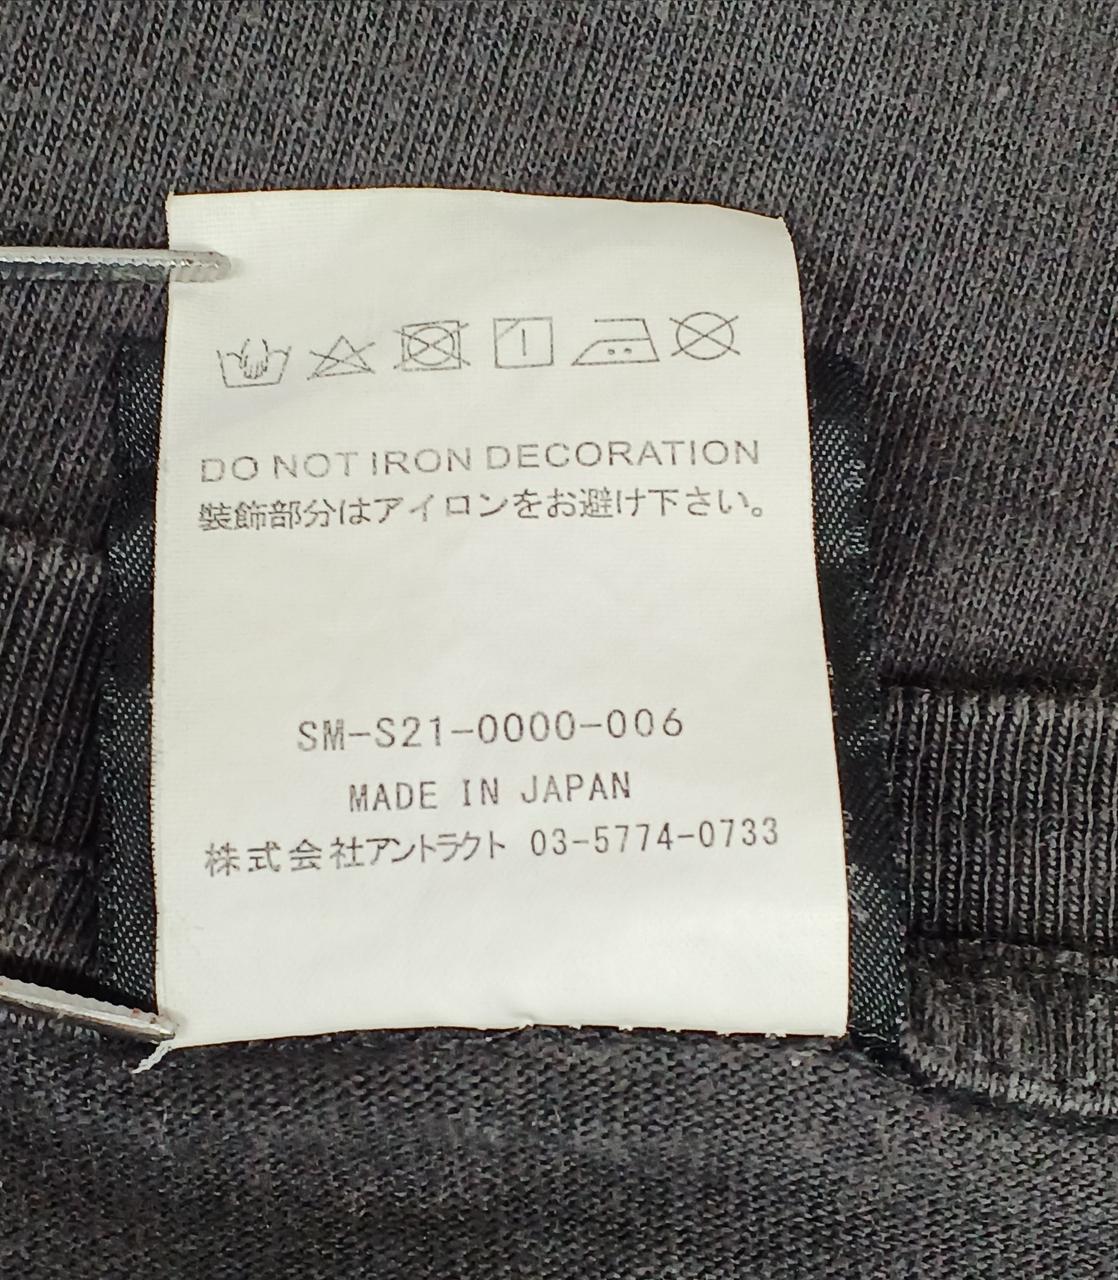 DO NOT IRON DECORATION
装飾部分はアイロンをお避け下さい。
SM-S21-0000-006
MADE IN JAPAN
株式会社アントラクト 03-5774-0733